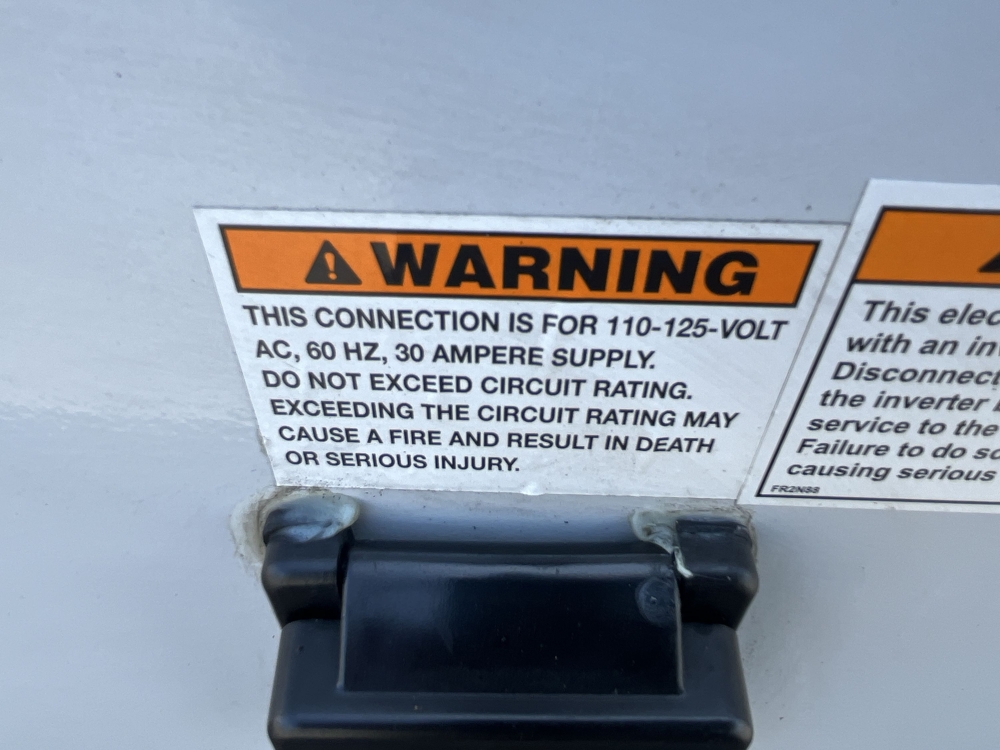 WARNING
THIS CONNECTION IS FOR 110-125-VOLT
AC, 60 HZ, 30 AMPERE SUPPLY.
DO NOT EXCEED CIRCUIT RATING.
EXCEEDING THE CIRCUIT RATING MAY
CAUSE A FIRE AND RESULT IN DEATH
OR SERIOUS INJURY.
This elec
with an in
Disconnect
the inverter
service to the
Failure to do so
causing serious
FR2N88